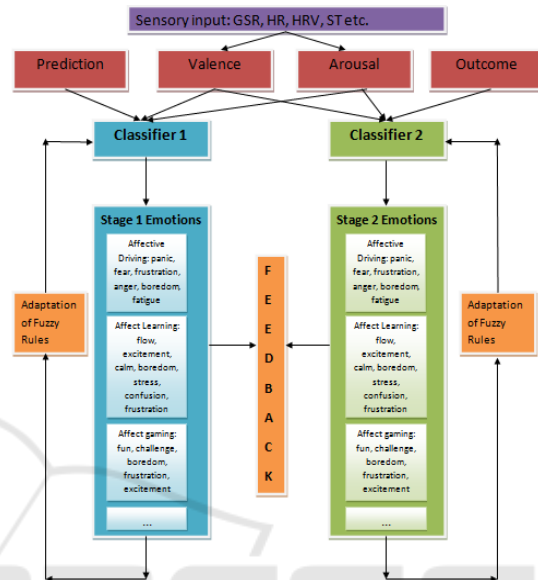 Sensory input: GSR, HR, HRV, ST etc.
Prediction
Valence
Arousal
Outcome
Classifier 1
Classifier 2
Stage 1 Emotions
Affective
Driving: panic,
fear, frustration,
anger, boredom,
fatigue
Affect Learning:
flow,
excitement,
calm, boredom,
stress,
confusion,
frustration
Affect gaming:
fun, challenge,
boredom,
frustration,
excitement
...
Adaptation
of Fuzzy
Rules
F
E
E
D
B
A
C
K
Stage 2 Emotions
Affective
Driving: panic,
fear, frustration,
anger, boredom,
fatigue
Affect Learning:
flow,
excitement,
calm, boredom,
stress,
confusion,
frustration
Affect gaming:
fun, challenge,
boredom,
frustration,
excitement
...
Adaptation
of Fuzzy
Rules